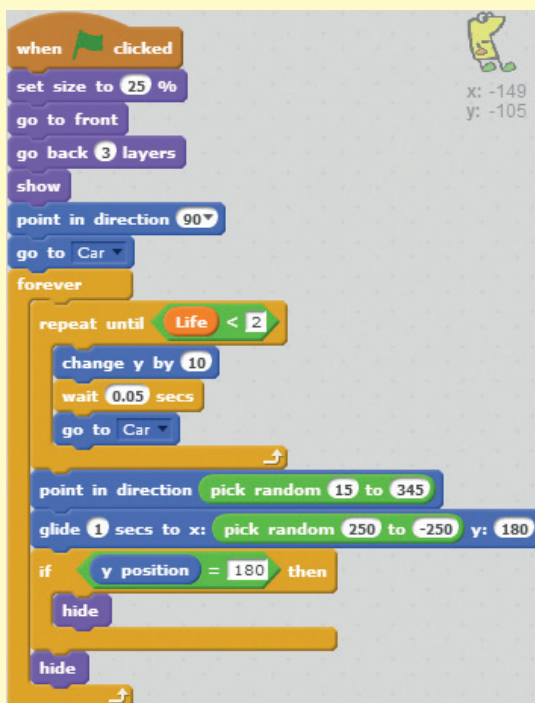 when clicked
set size to 25 %
x: -149
go to front
y: -105
go back 3 layers
show
point in direction 90
go to Car
forever
repeat until Life < 2
change y by 10
wait 0.05 secs
go to Car
point in direction pick random 15 to 345
glide 1 secs to x: pick random 250 to -250 y: 180
if y position = 180 then
hide
hide